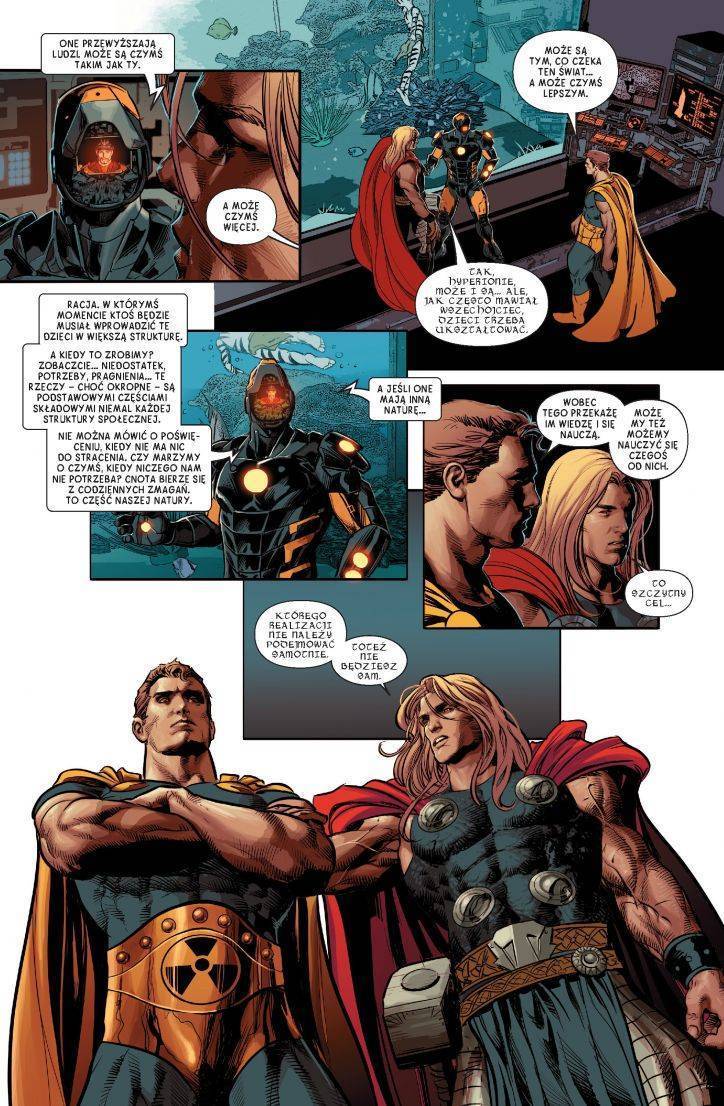 ONE PRZEWYŻSZAJĄ
LUDZI, MOŻE SĄ CZYMŚ
TAKIM JAK TY.
A MOŻE
CZYMŚ
WIĘCEJ.
MOŻE SĄ
TYM, CO CZEKA
TEN ŚWIAT...
A MOŻE CZYMŚ
LEPSZYM.
TAK,
HYPERIONIE,
MOŻE I SĄ... ALE,
JAK CZĘSTO MAWIAŁ
WSZECHOJCIEC,
DZIECI TRZEBA
UKSZTAŁTOWAĆ.
RACJA. W KTÓRYMŚ
MOMENCIE KTOŚ BĘDZIE
MUSIAŁ WPROWADZIĆ TE
DZIECI W WIĘKSZĄ STRUKTURĘ.
A KIEDY TO ZROBIMY?
ZOBACZCIE... NIEDOSTATEK,
POTRZEBY, PRAGNIENIA... TE
RZECZY – CHOĆ OKROPNE – SĄ
PODSTAWOWYMI CZĘŚCIAMI
SKŁADOWYMI NIEMAL KAŻDEJ
STRUKTURY SPOŁECZNEJ.
NIE MOŻNA MÓWIĆ O POŚWIĘ-
CENIU, KIEDY NIE MA NIC
DO STRACENIA. CZY MARZYMY
O CZYMŚ, KIEDY NICZEGO NAM
NIE POTRZEBA? CNOTA BIERZE SIĘ
Z CODZIENNYCH ZMAGAŃ.
TO CZĘŚĆ NASZEJ NATURY.
A JEŚLI ONE
MAJĄ INNĄ
NATURĘ...
WOBEC
TEGO PRZEKAŻĘ
IM WIEDZĘ I SIĘ
NAUCZĄ.
MOŻE
MY TEŻ
MOŻEMY
NAUCZYĆ SIĘ
CZEGOŚ
OD NICH.
TO
SZCZYTNY
CEL...
KTÓREGO
REALIZACJI
NIE NALEŻY
PODEJMOWAĆ
SAMOTNIE.
TOTEŻ
NIE
BĘDZIESZ
SAM.